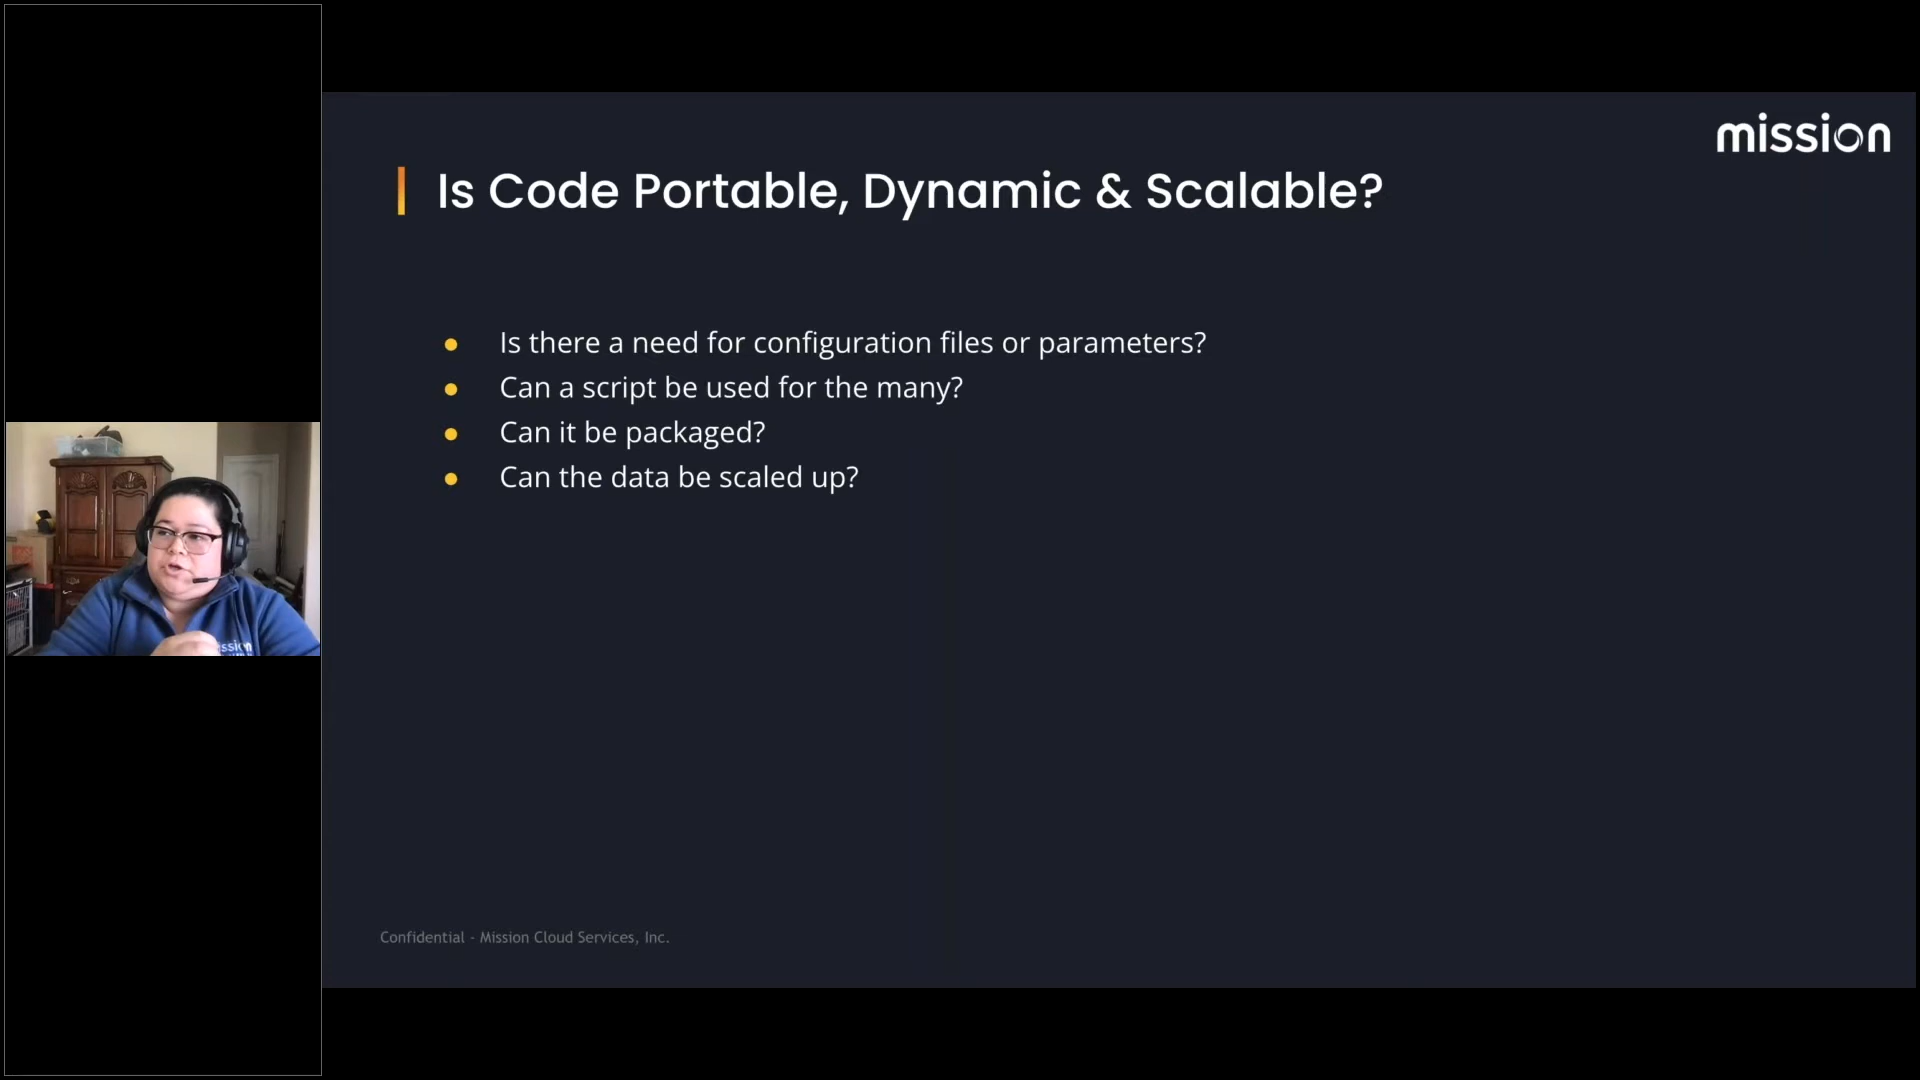 mission
Is Code Portable, Dynamic & Scalable?
Is there a need for configuration files or parameters?
Can a script be used for the many?
Can it be packaged?
Can the data be scaled up?
Confidential - Mission Cloud Services, Inc.